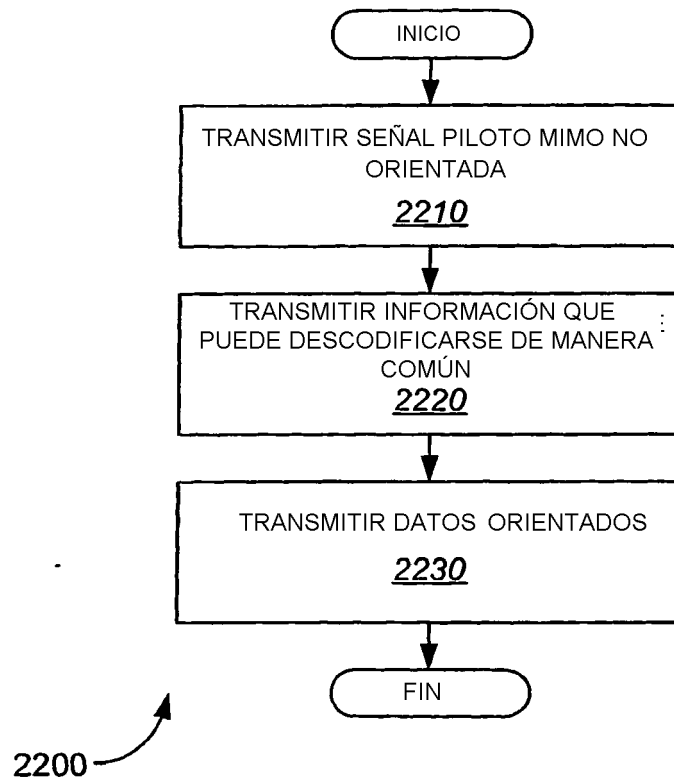 INICIO
TRANSMITIR SEÑAL PILOTO MIMO NO
ORIENTADA
2210
TRANSMITIR INFORMACIÓN QUE
PUEDE DESCODIFICARSE DE MANERA
COMÚN
2220
TRANSMITIR DATOS ORIENTADOS
2230
FIN
2200